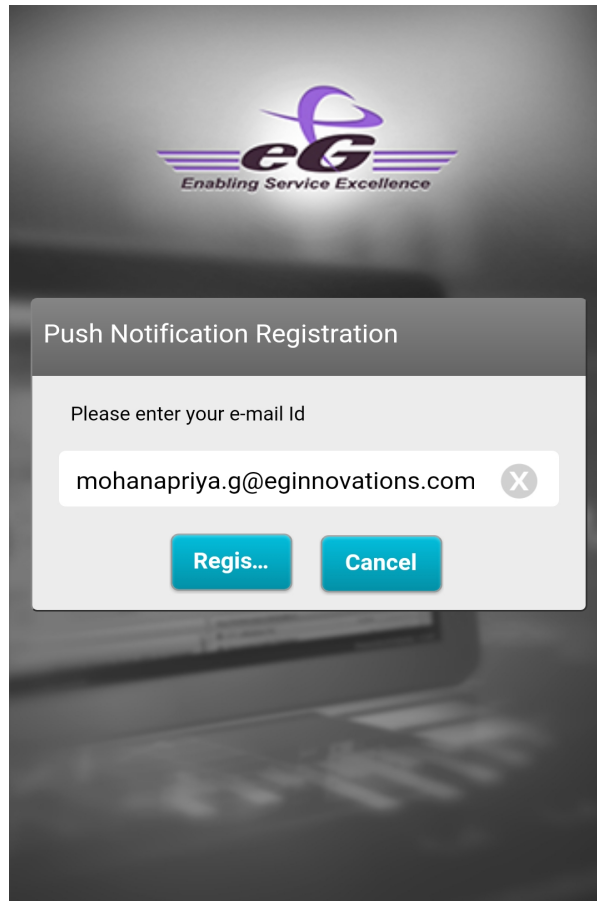 eG
Enabling Service Excellence
Push Notification Registration
Please enter your e-mail Id
mohanapriya.g@eginnovations.com X
Regis... Cancel